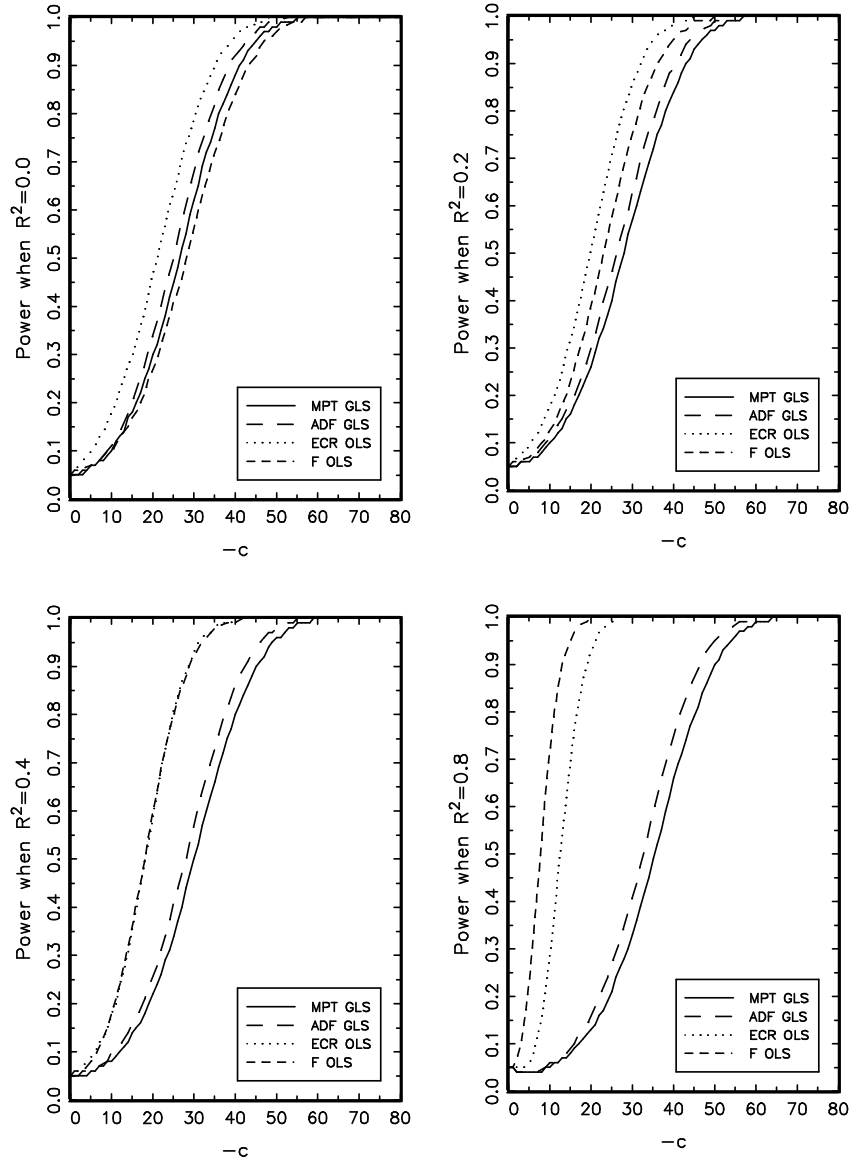 Power when R²=0.0
1.0
0.9
0.8
0.7
0.6
0.5
0.4
0.3
0.2
0.1
0.0
MPT GLS
ADF GLS
ECR OLS
F OLS
0 10 20 30 40 50 60 70 80
−c
Power when R²=0.2
1.0
0.9
0.8
0.7
0.6
0.5
0.4
0.3
0.2
0.1
0.0
MPT GLS
ADF GLS
ECR OLS
F OLS
0 10 20 30 40 50 60 70 80
−c
Power when R²=0.4
1.0
0.9
0.8
0.7
0.6
0.5
0.4
0.3
0.2
0.1
0.0
MPT GLS
ADF GLS
ECR OLS
F OLS
0 10 20 30 40 50 60 70 80
−c
Power when R²=0.8
1.0
0.9
0.8
0.7
0.6
0.5
0.4
0.3
0.2
0.1
0.0
MPT GLS
ADF GLS
ECR OLS
F OLS
0 10 20 30 40 50 60 70 80
−c